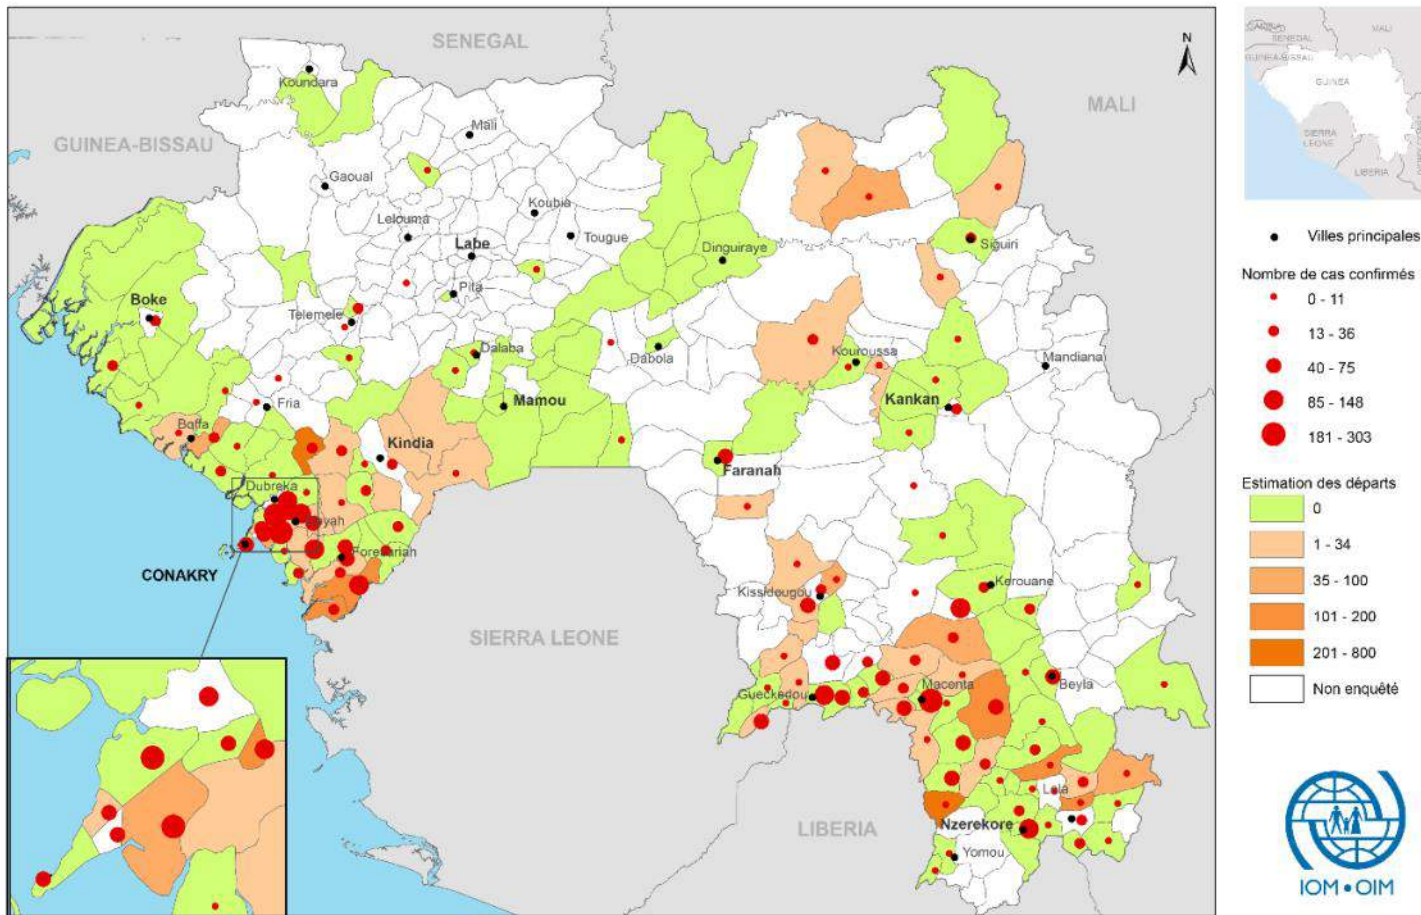 SENEGAL
MALI
GUINEA-BISSAU
Koundara
Mali
Gaoual
Koubia
Lelouma
Tougue
Labe
Dinguiraye
Siguiri
Pita
Boke
Telemele
Dalaba
Dabola
Kouroussa
Mandiana
Mamou
Fria
Kankan
Boffa
Kindia
Faranah
Dubreka
Forecariah
CONAKRY
Kerouane
Kissidougou
SIERRA LEONE
Gueckedou
Macenta
Beyla
Lola
LIBERIA
Nzerekore
Yomou
N
MALI
SENEGAL
GUINEA-BISSAU
GUINEA
SIERRA
LEONE
LIBERIA
Villes principales
Nombre de cas confirmés
0 - 11
13 - 36
40 - 75
85 - 148
181 - 303
Estimation des départs
0
1 - 34
35 - 100
101 - 200
201 - 800
Non enquêté
IOM • OIM